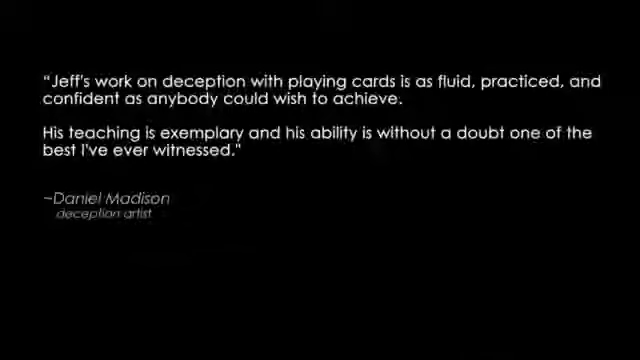 "Jeff's work on deception with playing cards is as fluid, practiced, and
confident as anybody could wish to achieve.
His teaching is exemplary and his ability is without a doubt one of the
best I've ever witnessed."
~Daniel Madison
deception artist